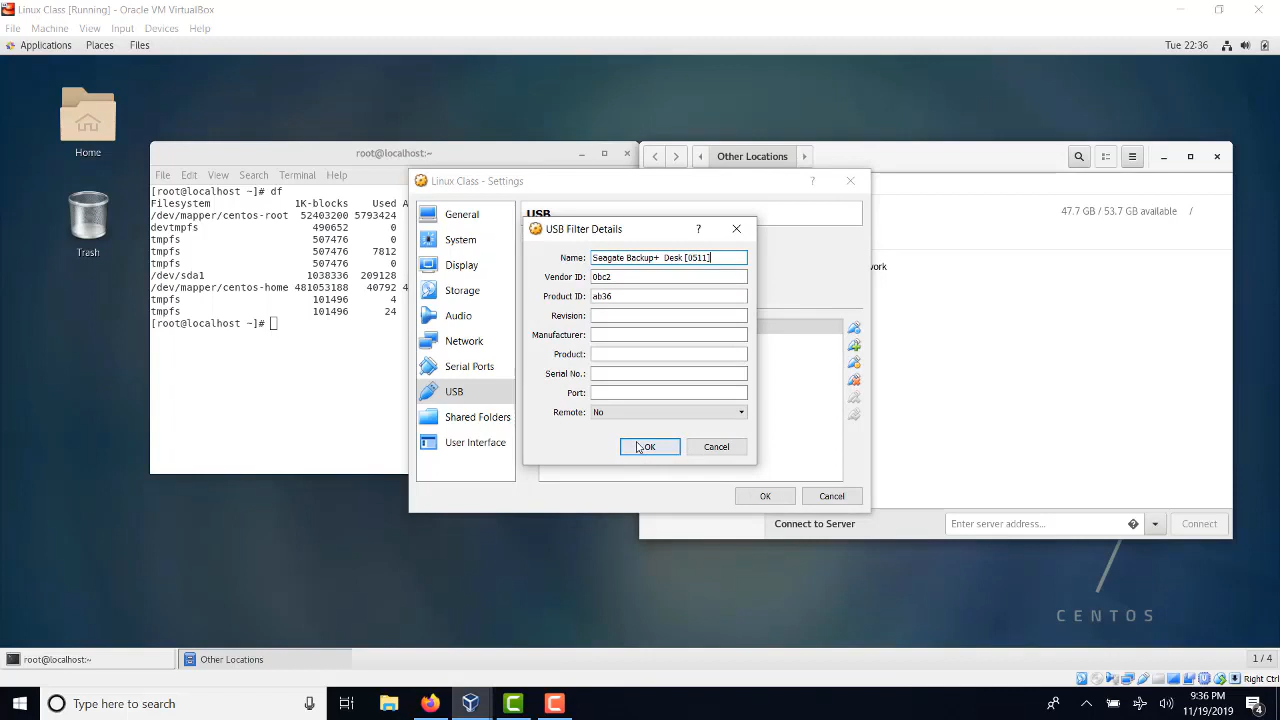 Linux Class [Running] - Oracle VM VirtualBox
File Machine View Input Devices Help
Applications Places Files
Tue 22:36
Home
Trash
root@localhost:~
File Edit View Search Terminal Help
[root@localhost ~]# df
Filesystem 1K-blocks Used A
/dev/mapper/centos-root 52403200 5793424
devtmpfs 490652 0
tmpfs 507476 0
tmpfs 507476 7812
tmpfs 507476 0
/dev/sda1 1038336 209128
/dev/mapper/centos-home 481053188 40792 4
tmpfs 101496 4
tmpfs 101496 24
[root@localhost ~]#
Other Locations
47.7 GB / 53.7 GB available /
work
Connect to Server
Enter server address...
Connect
Linux Class - Settings
?
General
System
Display
Storage
Audio
Network
Serial Ports
USB
Shared Folders
User Interface
USB
USB Filter Details
?
Name: Seagate Backup+ Desk [0511]
Vendor ID: 0bc2
Product ID: ab36
Revision:
Manufacturer:
Product:
Serial No.:
Port:
Remote: No
OK Cancel
OK Cancel
CENTOS
7
root@localhost:~
Other Locations
1 / 4
Right Ctrl
Type here to search
9:36 PM
11/19/2019
4